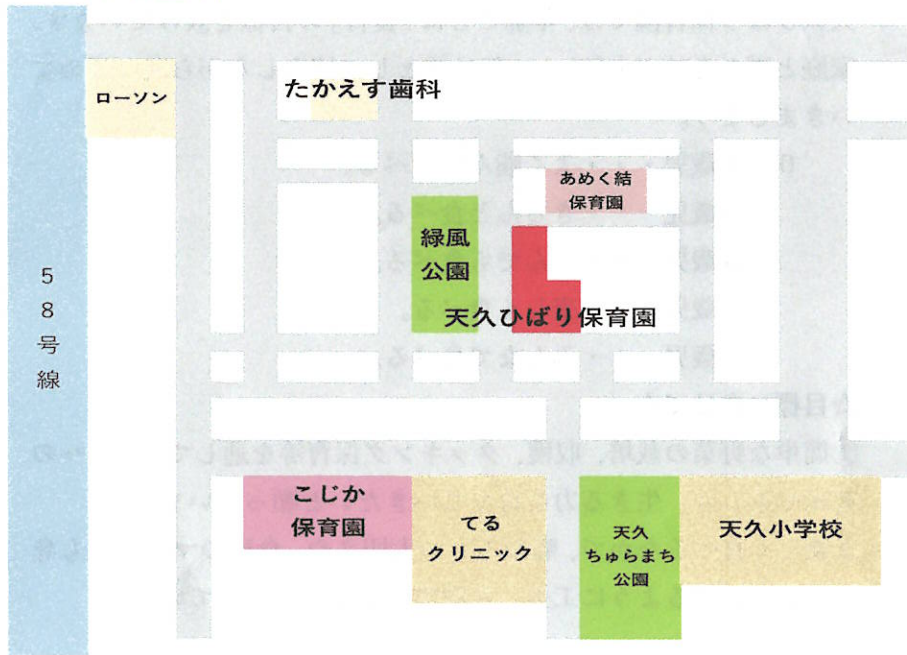 ローソン
たかえす歯科
あめく結
保育園
緑風
公園
天久ひばり保育園
58号線
こじか
保育園
てる
クリニック
天久
ちゅらまち
公園
天久小学校